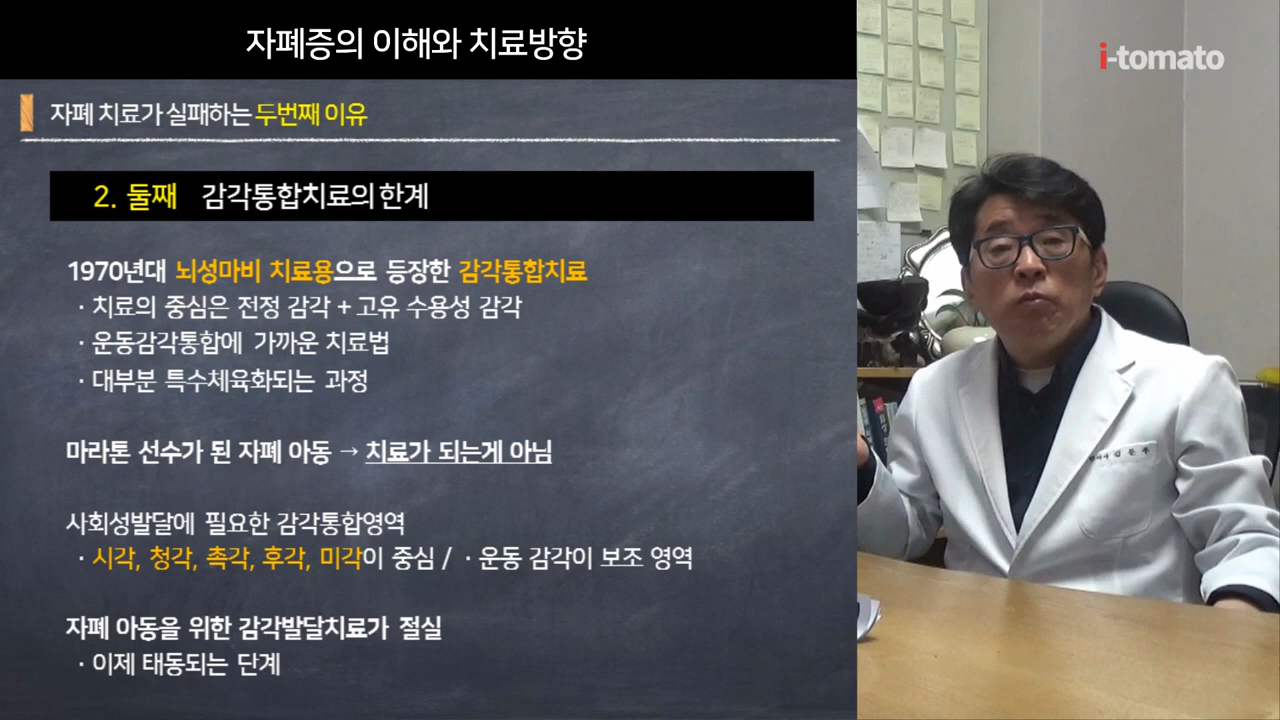 자폐증의 이해와 치료방향
i-tomato
자폐 치료가 실패하는 두번째 이유
2. 둘째 감각통합치료의 한계
1970년대 뇌성마비 치료용으로 등장한 감각통합치료
· 치료의 중심은 전정 감각 + 고유 수용성 감각
· 운동감각통합에 가까운 치료법
· 대부분 특수체육화되는 과정
마라톤 선수가 된 자폐 아동 → 치료가 되는게 아님
사회성발달에 필요한 감각통합영역
· 시각, 청각, 촉각, 후각, 미각이 중심 / · 운동 감각이 보조 영역
자폐 아동을 위한 감각발달치료가 절실
· 이제 태동되는 단계